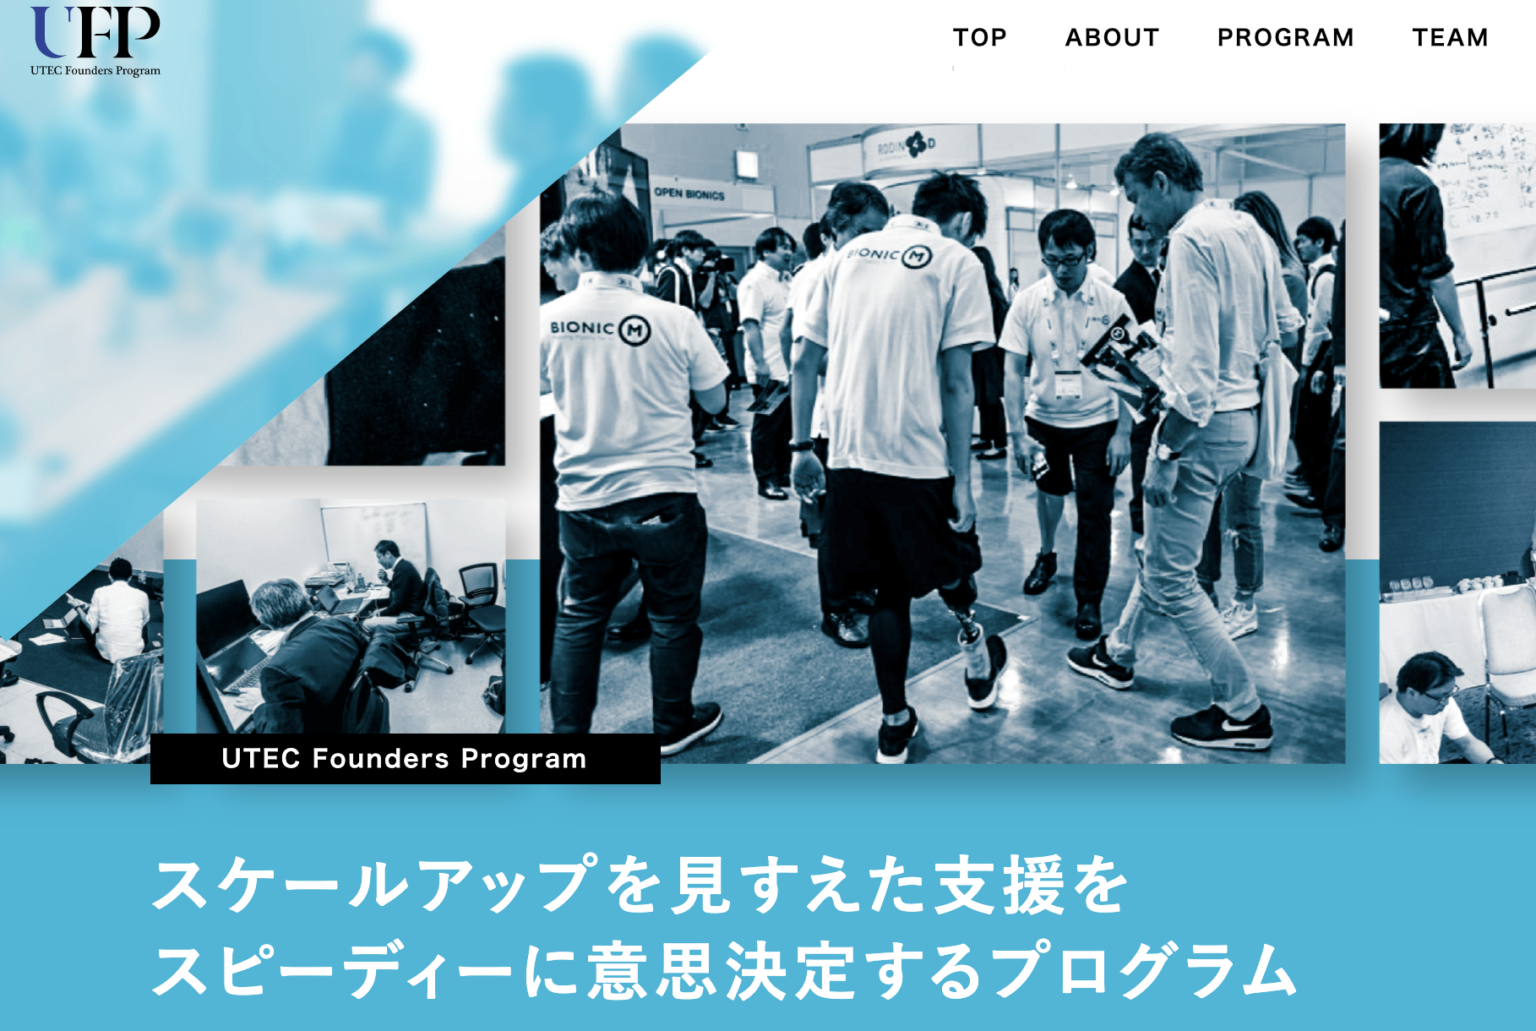 UFP
UTEC Founders Program
TOP
ABOUT
PROGRAM
TEAM
OPEN BIONICS
BIONIC M
BIONIC M
UTEC Founders Program
スケールアップを見すえた支援を
スピーディーに意思決定するプログラム